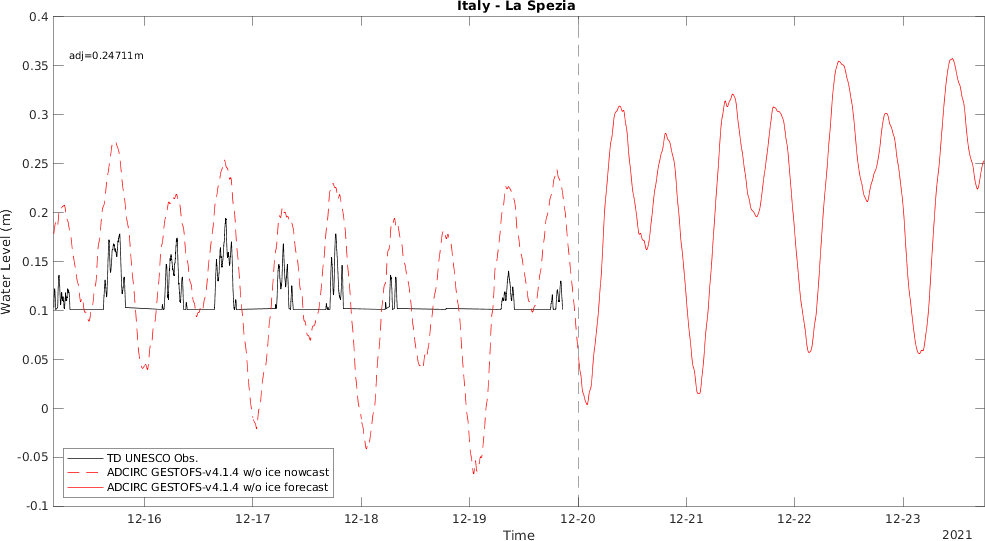 Italy - La Spezia
adj=0.24711m
Water Level (m)
0.4
0.35
0.3
0.25
0.2
0.15
0.1
0.05
0
-0.05
-0.1
TD UNESCO Obs.
ADCIRC GESTOFS-v4.1.4 w/o ice nowcast
ADCIRC GESTOFS-v4.1.4 w/o ice forecast
12-16 12-17 12-18 12-19 12-20 12-21 12-22 12-23
Time
2021